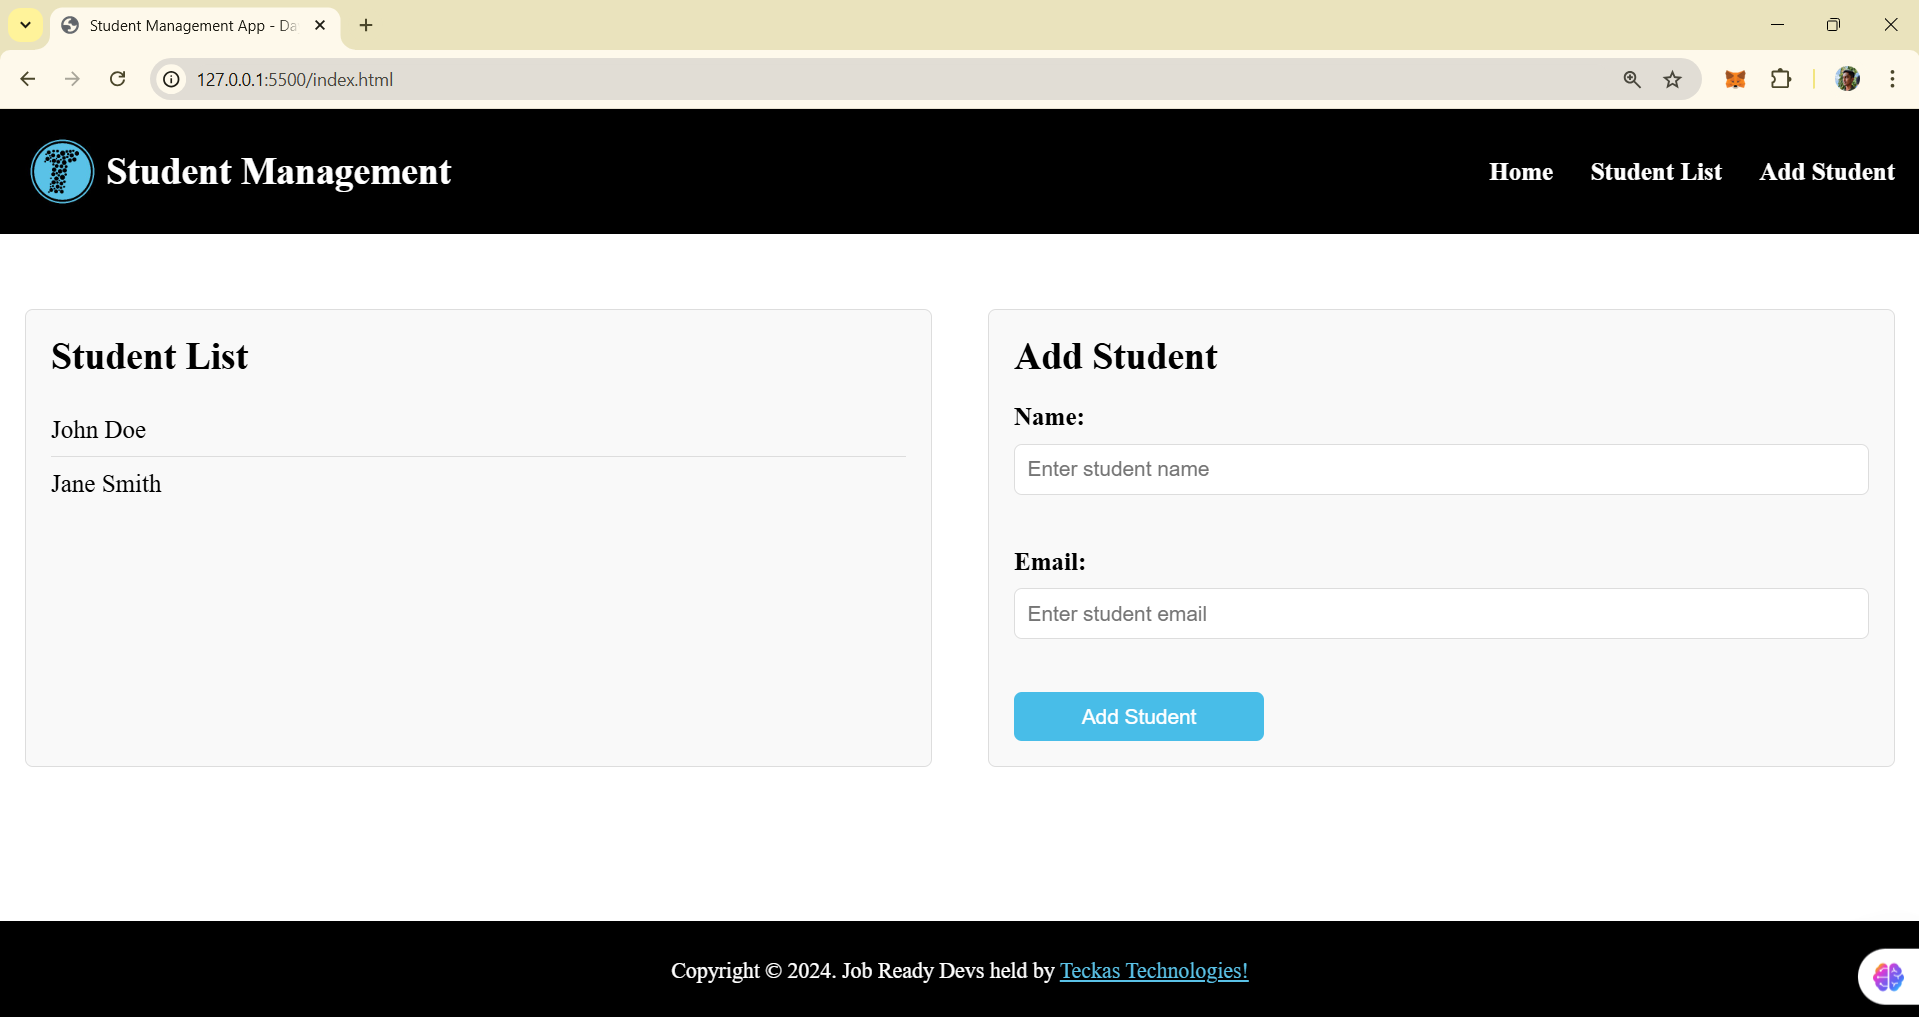 Student Management App - Da
127.0.0.1:5500/index.html
Student Management
Home
Student List
Add Student
Student List
John Doe
Jane Smith
Add Student
Name:
Enter student name
Email:
Enter student email
Add Student
Copyright © 2024. Job Ready Devs held by Teckas Technologies!